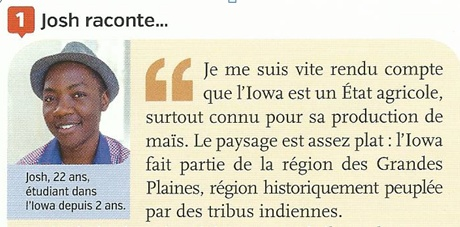 1 Josh raconte...
Je me suis vite rendu compte
que l'Iowa est un État agricole,
surtout connu pour sa production de
maïs. Le paysage est assez plat : l'Iowa
fait partie de la région des Grandes
Plaines, région historiquement peuplée
par des tribus indiennes.
Josh, 22 ans,
étudiant dans
l'Iowa depuis 2 ans.